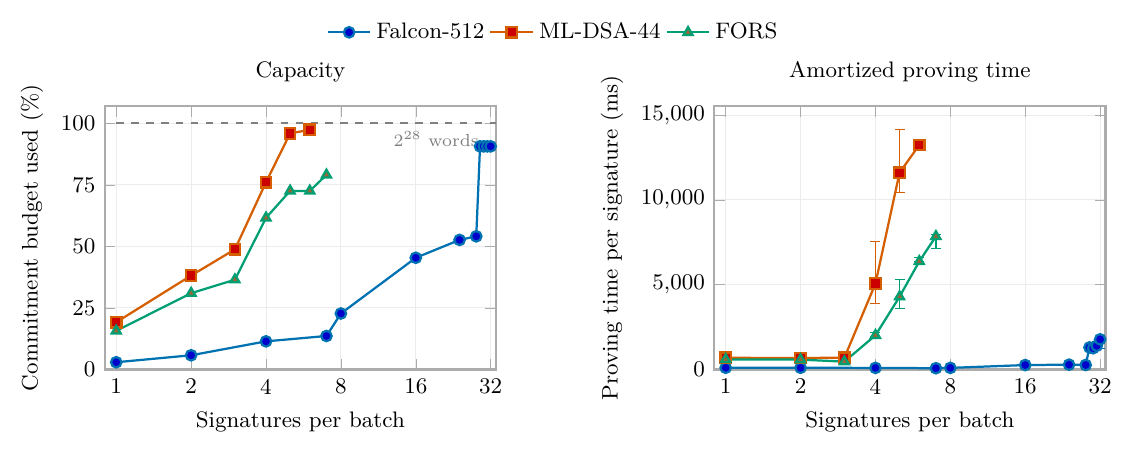 Falcon-512 ML-DSA-44 FORS
Capacity
Commitment budget used (%)
100
75
50
25
0
2^28 words
1 2 4 8 16 32
Signatures per batch
Amortized proving time
Proving time per signature (ms)
15,000
10,000
5,000
0
1 2 4 8 16 32
Signatures per batch